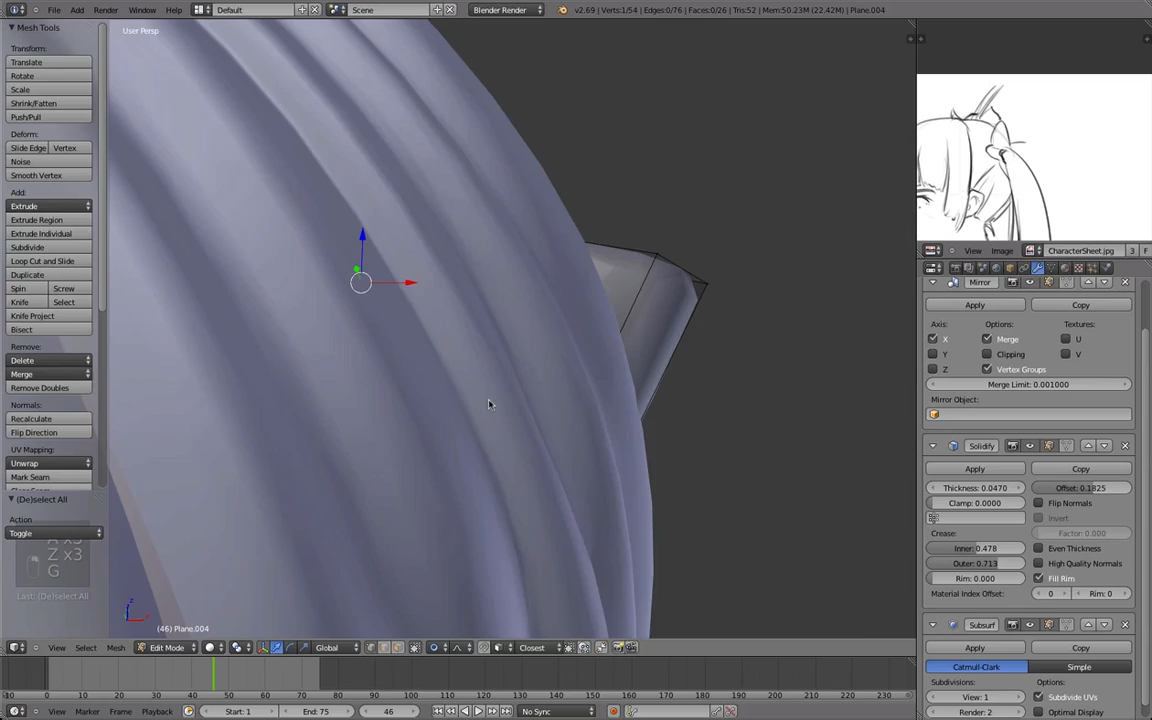 File Add Render Window Help Default Scene Blender Render v2.69 | Verts:1/54 | Edges:0/76 | Faces:0/26 | Tris:52 | Mem:50.23M (22.42M) | Plane.004
Mesh Tools
User Persp
Transform:
Translate
Rotate
Scale
Shrink/Fatten
Push/Pull
Deform:
Slide Edge Vertex
Noise
Smooth Vertex
Add:
Extrude
Extrude Region
Extrude Individual
Subdivide
Loop Cut and Slide
Duplicate
Spin Screw
Knife Select
Knife Project
Bisect
Remove:
Delete
Merge
Remove Doubles
Normals:
Recalculate
Flip Direction
UV Mapping:
Unwrap
Mark Seam
(De)select All
Action
Toggle
A x3
Z x3
G
Last: (De)select All
(46) Plane.004
View Select Mesh Edit Mode Global Closest
View Image CharacterSheet.jpg 3 F
Mirror
Apply Copy
Axis: Options: Textures:
X Merge U
Y Clipping V
Z Vertex Groups
Merge Limit: 0.001000
Mirror Object:
Solidify
Apply Copy
Thickness: 0.0470 Offset: 0.1825
Clamp: 0.0000 Flip Normals
Invert
Crease: Factor: 0.000
Inner: 0.478 Even Thickness
Outer: 0.713 High Quality Normals
Rim: 0.000 Fill Rim
Material Index Offset: 0 Rim: 0
Subsurf
Apply Copy
Catmull-Clark Simple
Subdivisions: Options:
View: 1 Subdivide UVs
Render: 2 Optimal Display
-10 0 10 20 30 40 50 60 70 80 90 100 110 120 130 140 150 160 170 180 190 200 210 220 230
View Marker Frame Playback Start: 1 End: 75 46 No Sync